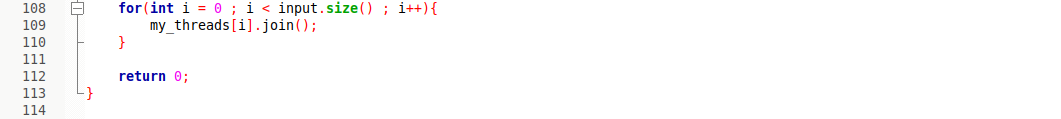 108 for(int i = 0 ; i < input.size() ; i++){
109 my_threads[i].join();
110 }
111
112 return 0;
113 }
114